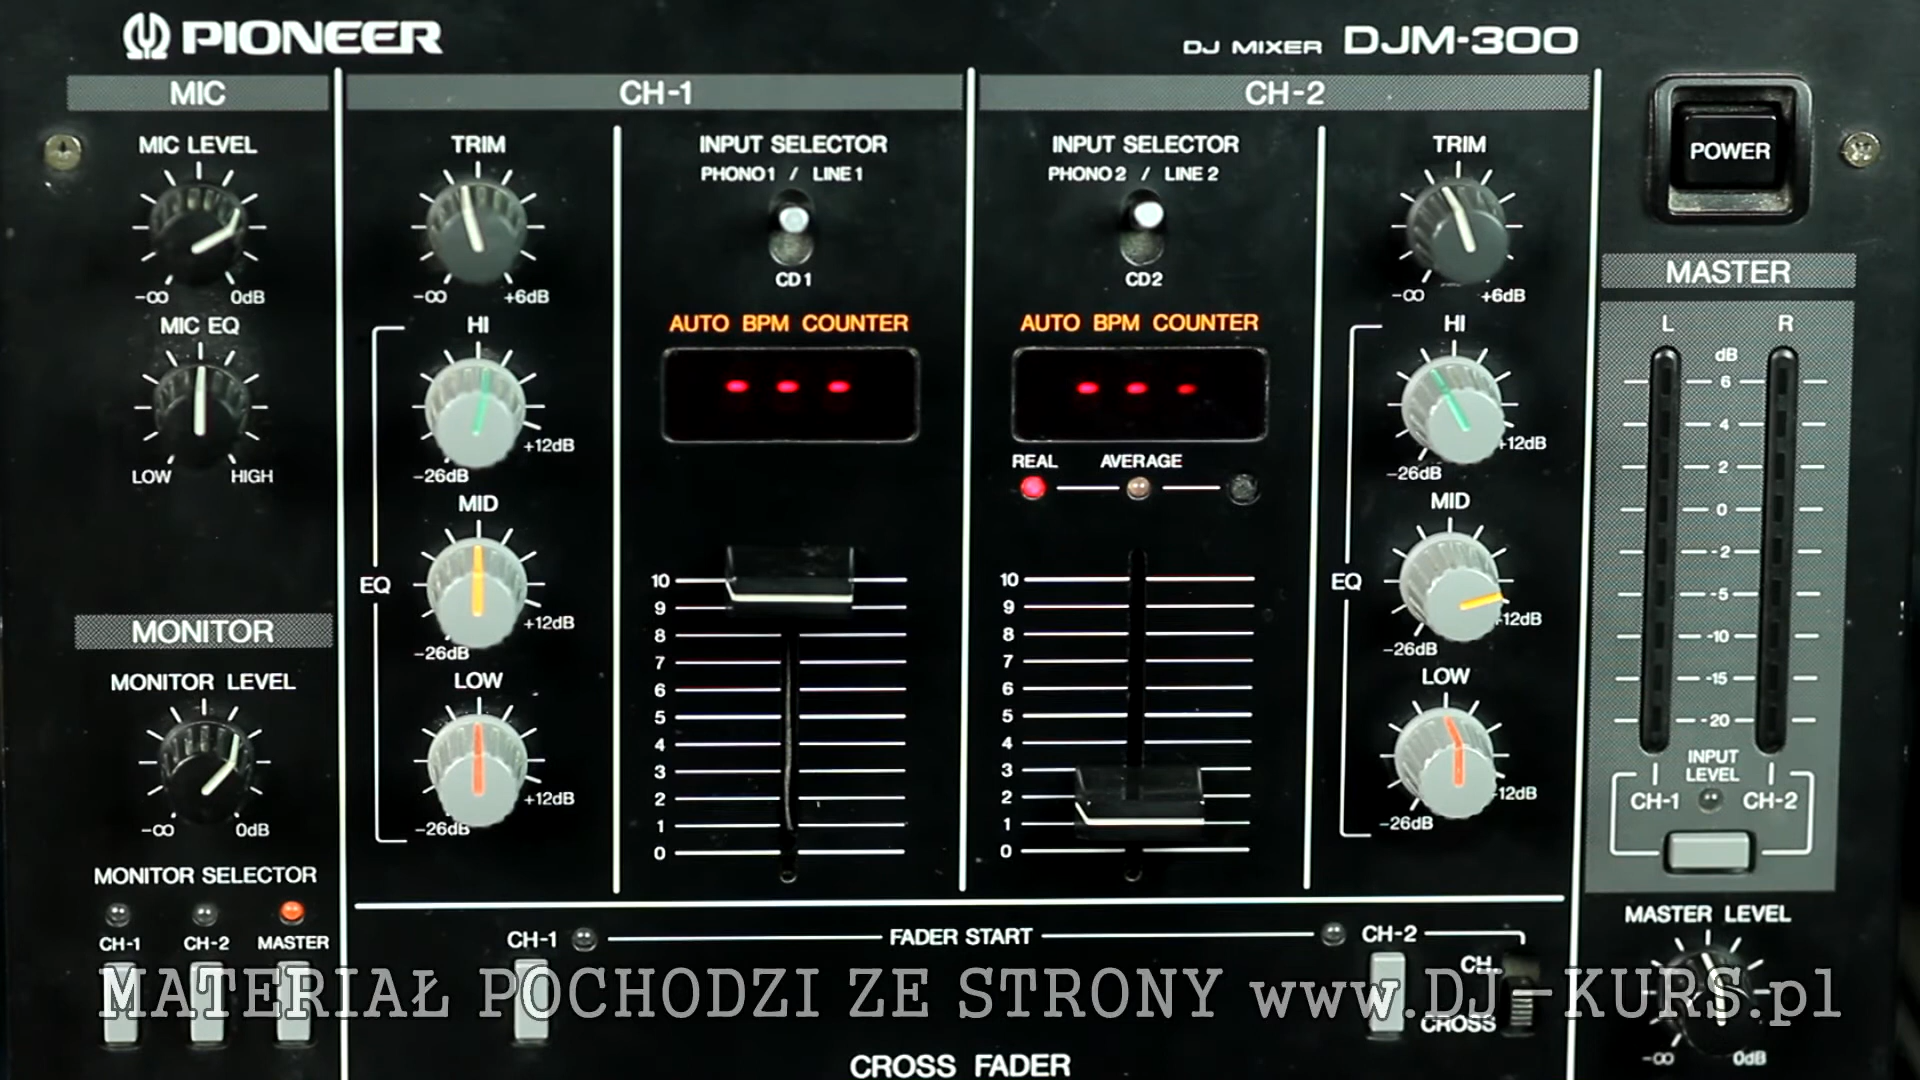 PIONEER
DJ MIXER DJM-300
MIC
CH-1
CH-2
POWER
MIC LEVEL
-∞ 0dB
MIC EQ
LOW HIGH
MONITOR
MONITOR LEVEL
-∞ 0dB
MONITOR SELECTOR
CH-1 CH-2 MASTER
TRIM
-∞ +6dB
EQ
HI
-26dB +12dB
MID
-26dB +12dB
LOW
-26dB +12dB
INPUT SELECTOR
PHONO1 / LINE1
CD1
AUTO BPM COUNTER
- - -
10
9
8
7
6
5
4
3
2
1
0
INPUT SELECTOR
PHONO2 / LINE2
CD2
AUTO BPM COUNTER
- - -
REAL AVERAGE
10
9
8
7
6
5
4
3
2
1
0
TRIM
-∞ +6dB
EQ
HI
-26dB +12dB
MID
-26dB +12dB
LOW
-26dB 12dB
MASTER
L R
dB
6
4
2
0
-2
-5
-10
-15
-20
INPUT
LEVEL
CH-1 CH-2
MASTER LEVEL
-∞ 0dB
CH-1 FADER START CH-2
CH.
CROSS
CROSS FADER
MATERIAŁ POCHODZI ZE STRONY www.DJ-KURS.pl